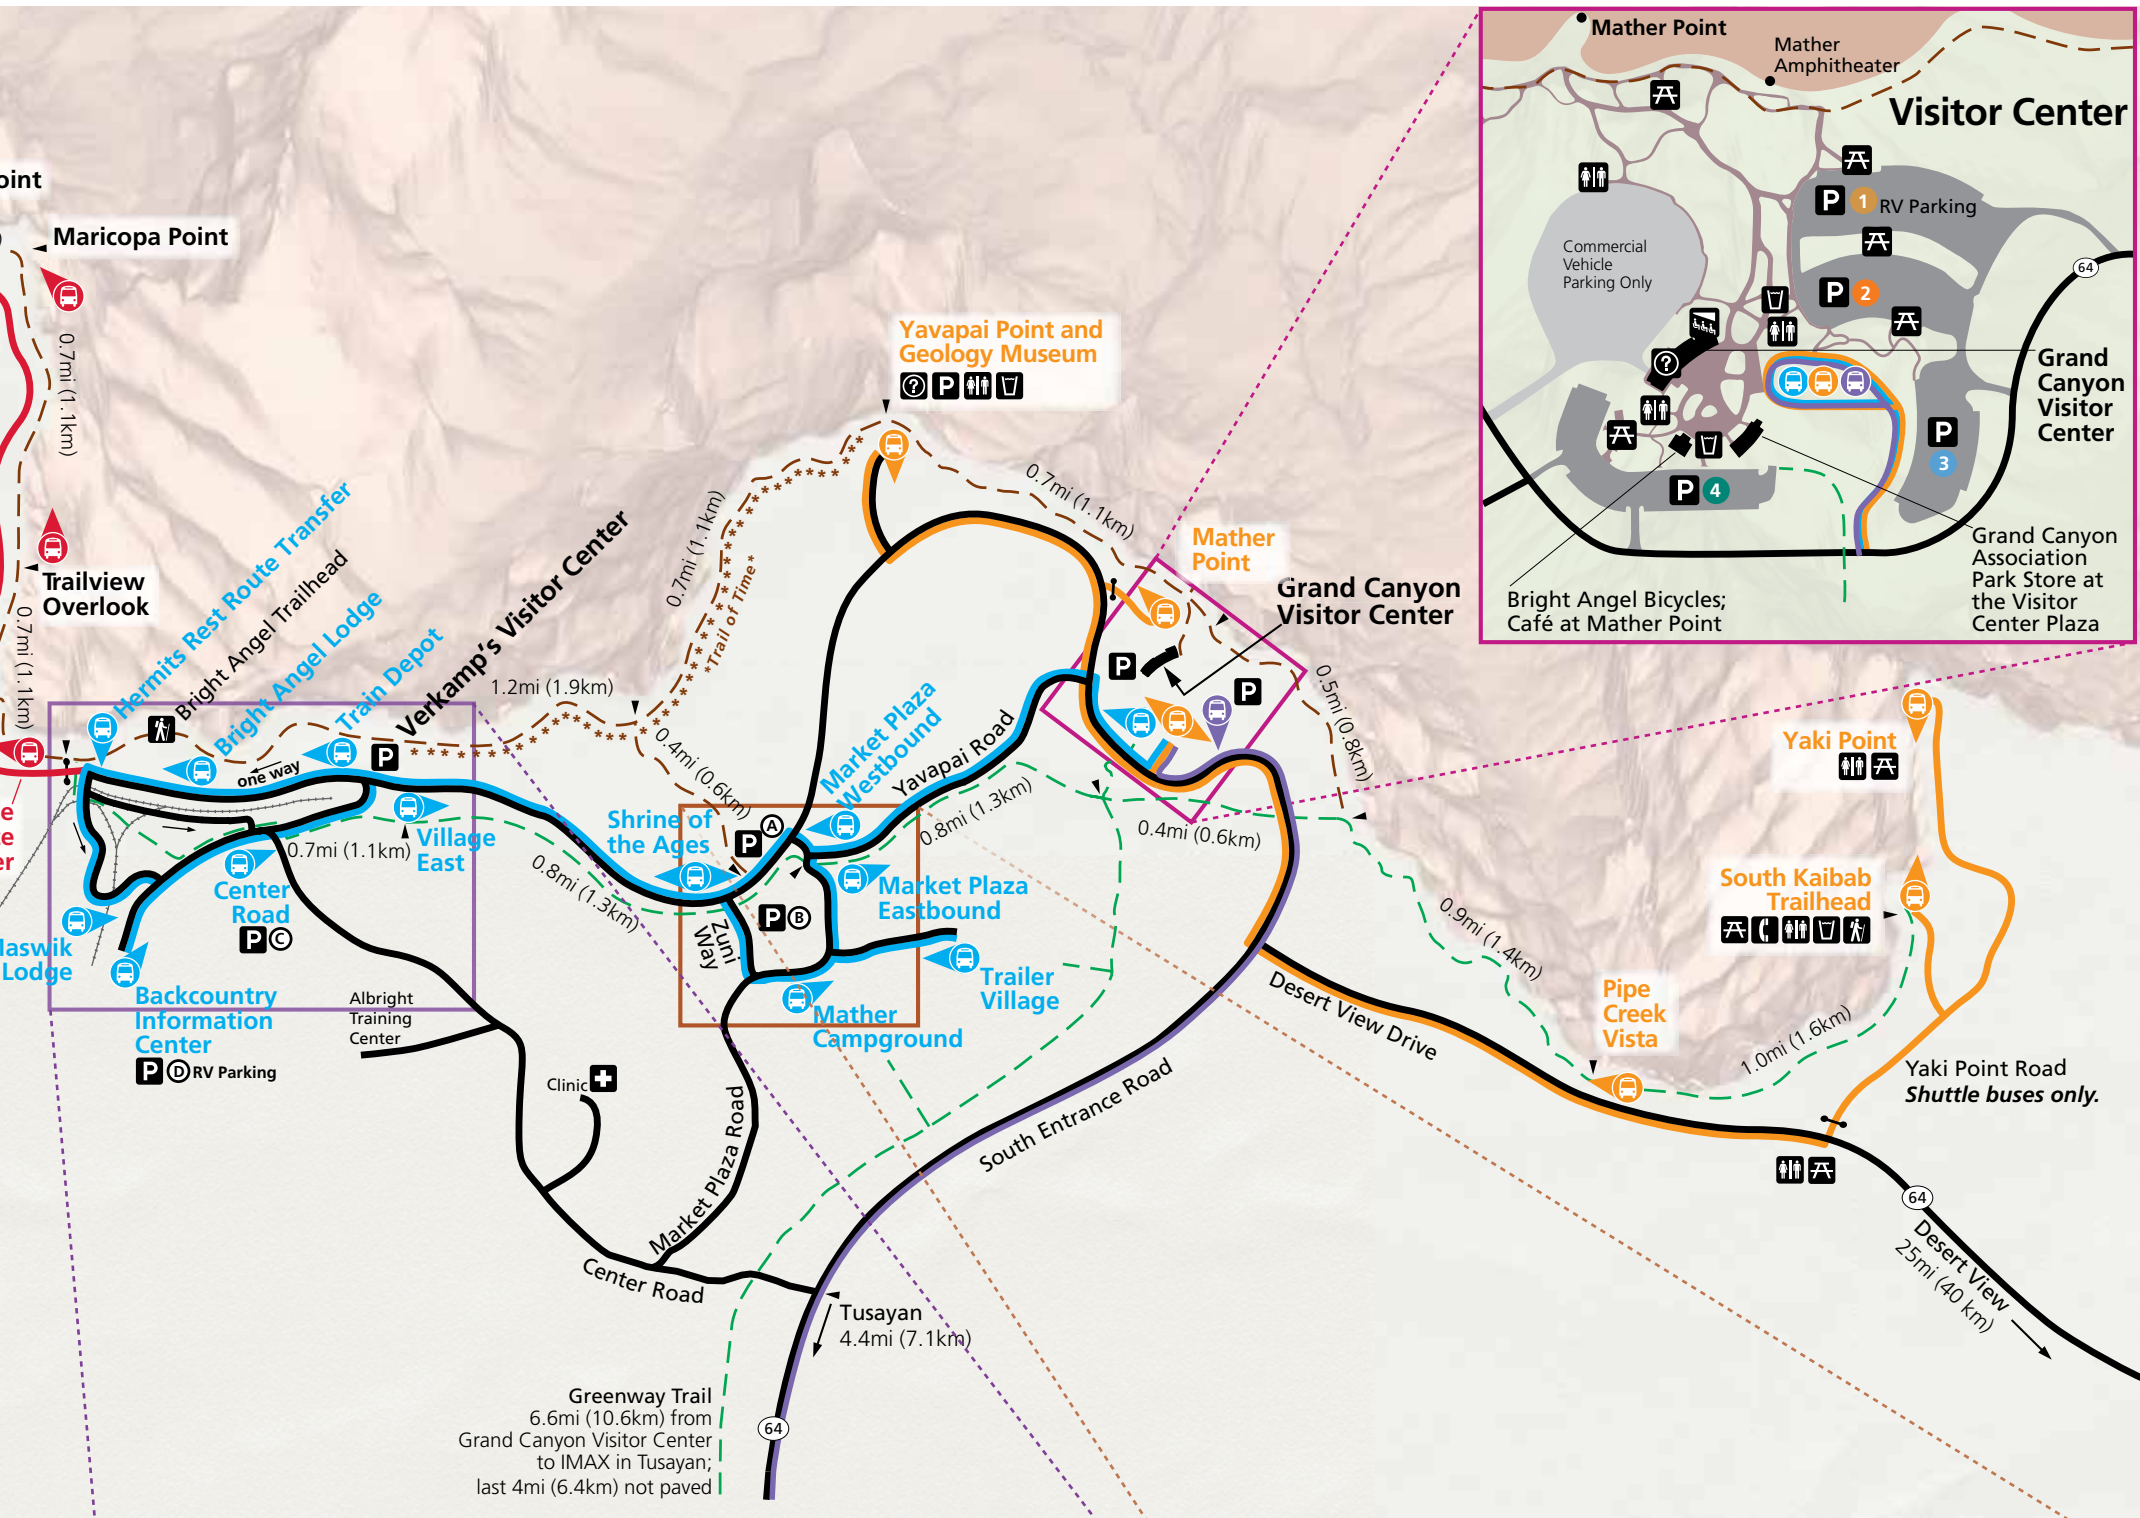 Mather Point
Mather
Amphitheater
Visitor Center
P 1 RV Parking
Commercial
Vehicle
Parking Only
64
P 2
?
Grand
Canyon
Visitor
Center
P
3
P 4
Grand Canyon
Association
Park Store at
the Visitor
Center Plaza
Bright Angel Bicycles;
Café at Mather Point
oint
Maricopa Point
0.7mi (1.1km)
Trailview
Overlook
0.7mi (1.1km)
Yavapai Point and
Geology Museum
? P
0.7mi (1.1km)
0.7mi (1.1km)
"Trail of Time"
Mather
Point
Grand Canyon
Visitor Center
P
P
0.5mi (0.8km)
Hermits Rest Route Transfer
Bright Angel Trailhead
Bright Angel Lodge
Train Depot
Verkamp's Visitor Center
P
one way
1.2mi (1.9km)
0.4mi (0.6km)
Market Plaza
Westbound
Yavapai Road
0.8mi (1.3km)
0.4mi (0.6km)
Shrine of
the Ages
P A
Village
East
0.7mi (1.1km)
0.8mi (1.3km)
Center
Road
P C
Market Plaza
Eastbound
P B
Zuni
Way
Trailer
Village
Mather
Campground
e
te
er
Maswik
Lodge
Backcountry
Information
Center
P D RV Parking
Albright
Training
Center
Clinic
Market Plaza Road
Center Road
South Entrance Road
Desert View Drive
0.9mi (1.4km)
Pipe
Creek
Vista
1.0mi (1.6km)
Yaki Point
South Kaibab
Trailhead
Yaki Point Road
Shuttle buses only.
64
Desert View
25mi (40 km)
Tusayan
4.4mi (7.1km)
64
Greenway Trail
6.6mi (10.6km) from
Grand Canyon Visitor Center
to IMAX in Tusayan;
last 4mi (6.4km) not paved